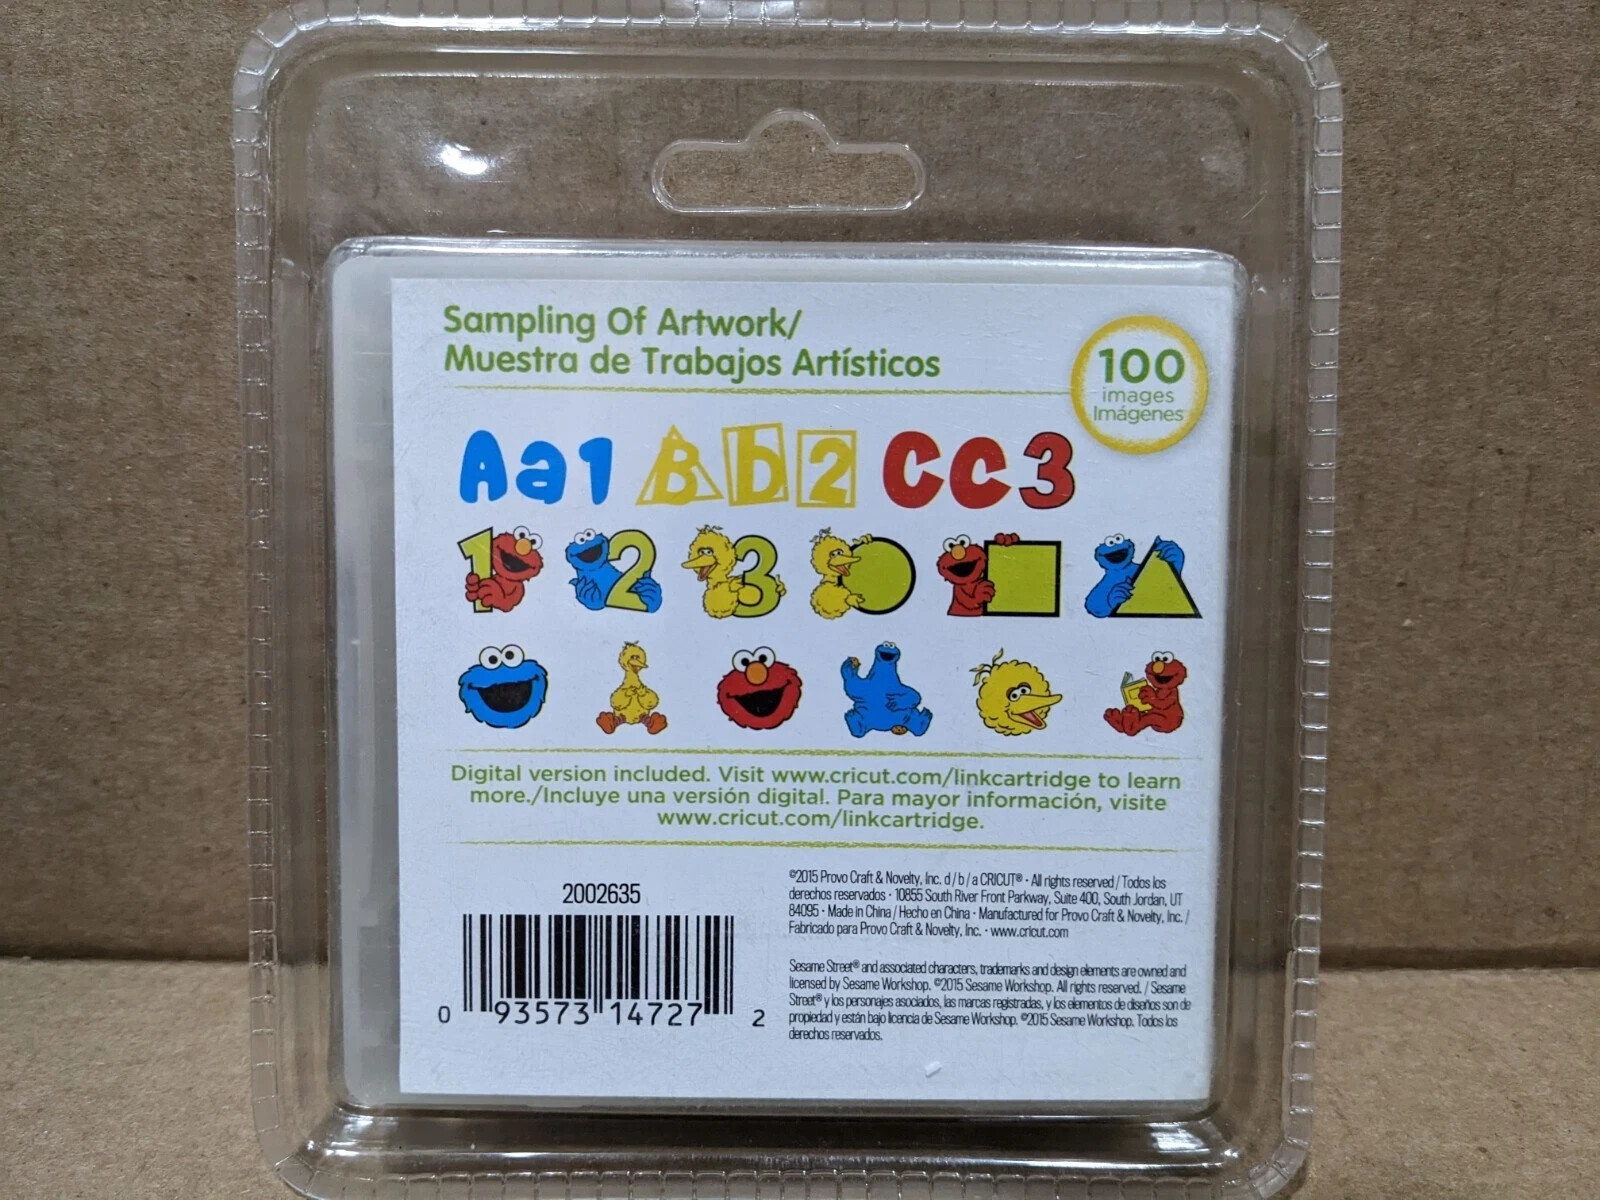 Sampling Of Artwork/
Muestra de Trabajos Artísticos
100
images
Imágenes
Aa1 Bb2 Cc3
1 2 3
Digital version included. Visit www.cricut.com/linkcartridge to learn
more./Incluye una versión digital. Para mayor información, visite
www.cricut.com/linkcartridge.
2002635
0 93573 14727 2
©2015 Provo Craft & Novelty, Inc. d/b/a CRICUT® · All rights reserved / Todos los
derechos reservados · 10855 South River Front Parkway, Suite 400, South Jordan, UT
84095 · Made in China / Hecho en China · Manufactured for Provo Craft & Novelty, Inc. /
Fabricado para Provo Craft & Novelty, Inc. · www.cricut.com
Sesame Street® and associated characters, trademarks and design elements are owned and
licensed by Sesame Workshop. ©2015 Sesame Workshop. All rights reserved. / Sesame
Street® y los personajes asociados, las marcas registradas, y los elementos de diseños son de
propiedad y están bajo licencia de Sesame Workshop. ©2015 Sesame Workshop. Todos los
derechos reservados.